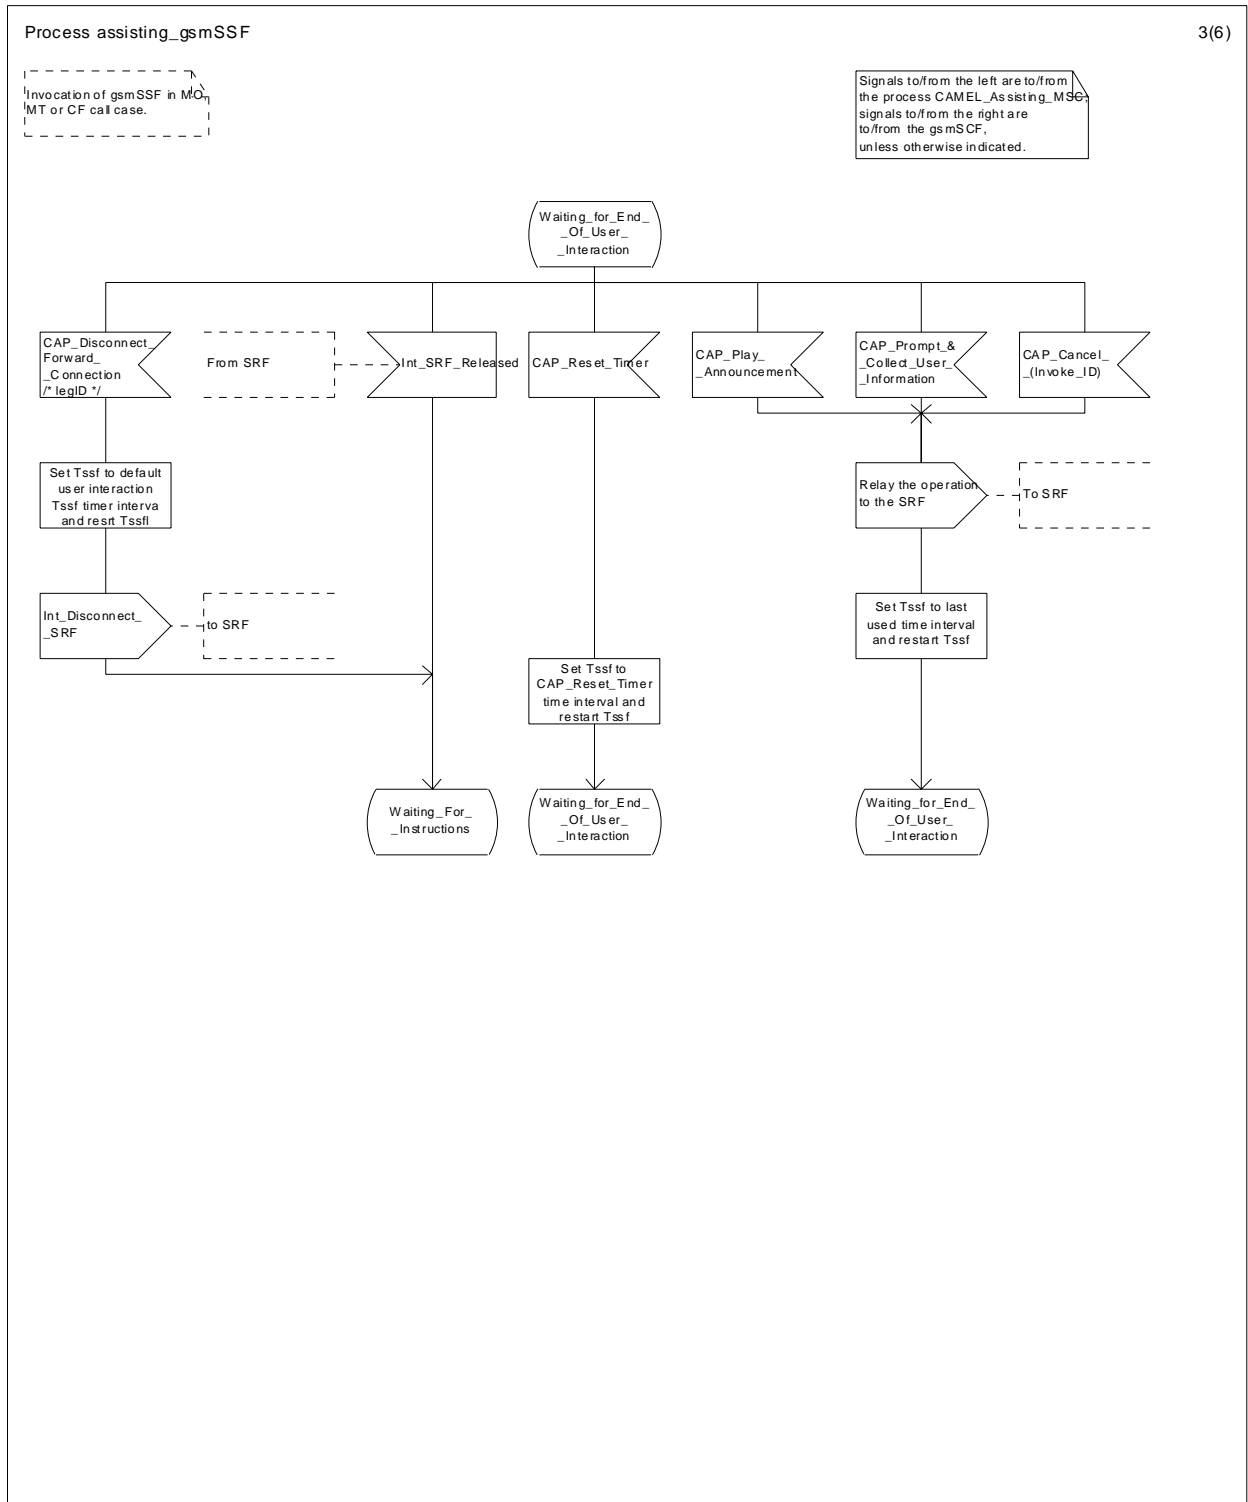 Process assisting_gsmSSF
3(6)
Invocation of gsmSSF in MO,
MT or CF call case.
Signals to/from the left are to/from
the process CAMEL_Assisting_MSC;
signals to/from the right are
to/from the gsmSCF,
unless otherwise indicated.
Waiting_for_End_
_Of_User_
_Interaction
CAP_Disconnect_
Forward_
_Connection
/* legID */
From SRF
Int_SRF_Released
CAP_Reset_Timer
CAP_Play_
_Announcement
CAP_Prompt_&
_Collect_User_
_Information
CAP_Cancel_
_(Invoke_ID)
Set Tssf to default
user interaction
Tssf timer interva
and resrt Tssfl
Relay the operation
to the SRF
To SRF
Int_Disconnect_
_SRF
to SRF
Set Tssf to last
used time interval
and restart Tssf
Set Tssf to
CAP_Reset_Timer
time interval and
restart Tssf
Waiting_For_
_Instructions
Waiting_for_End_
_Of_User_
_Interaction
Waiting_for_End_
_Of_User_
_Interaction